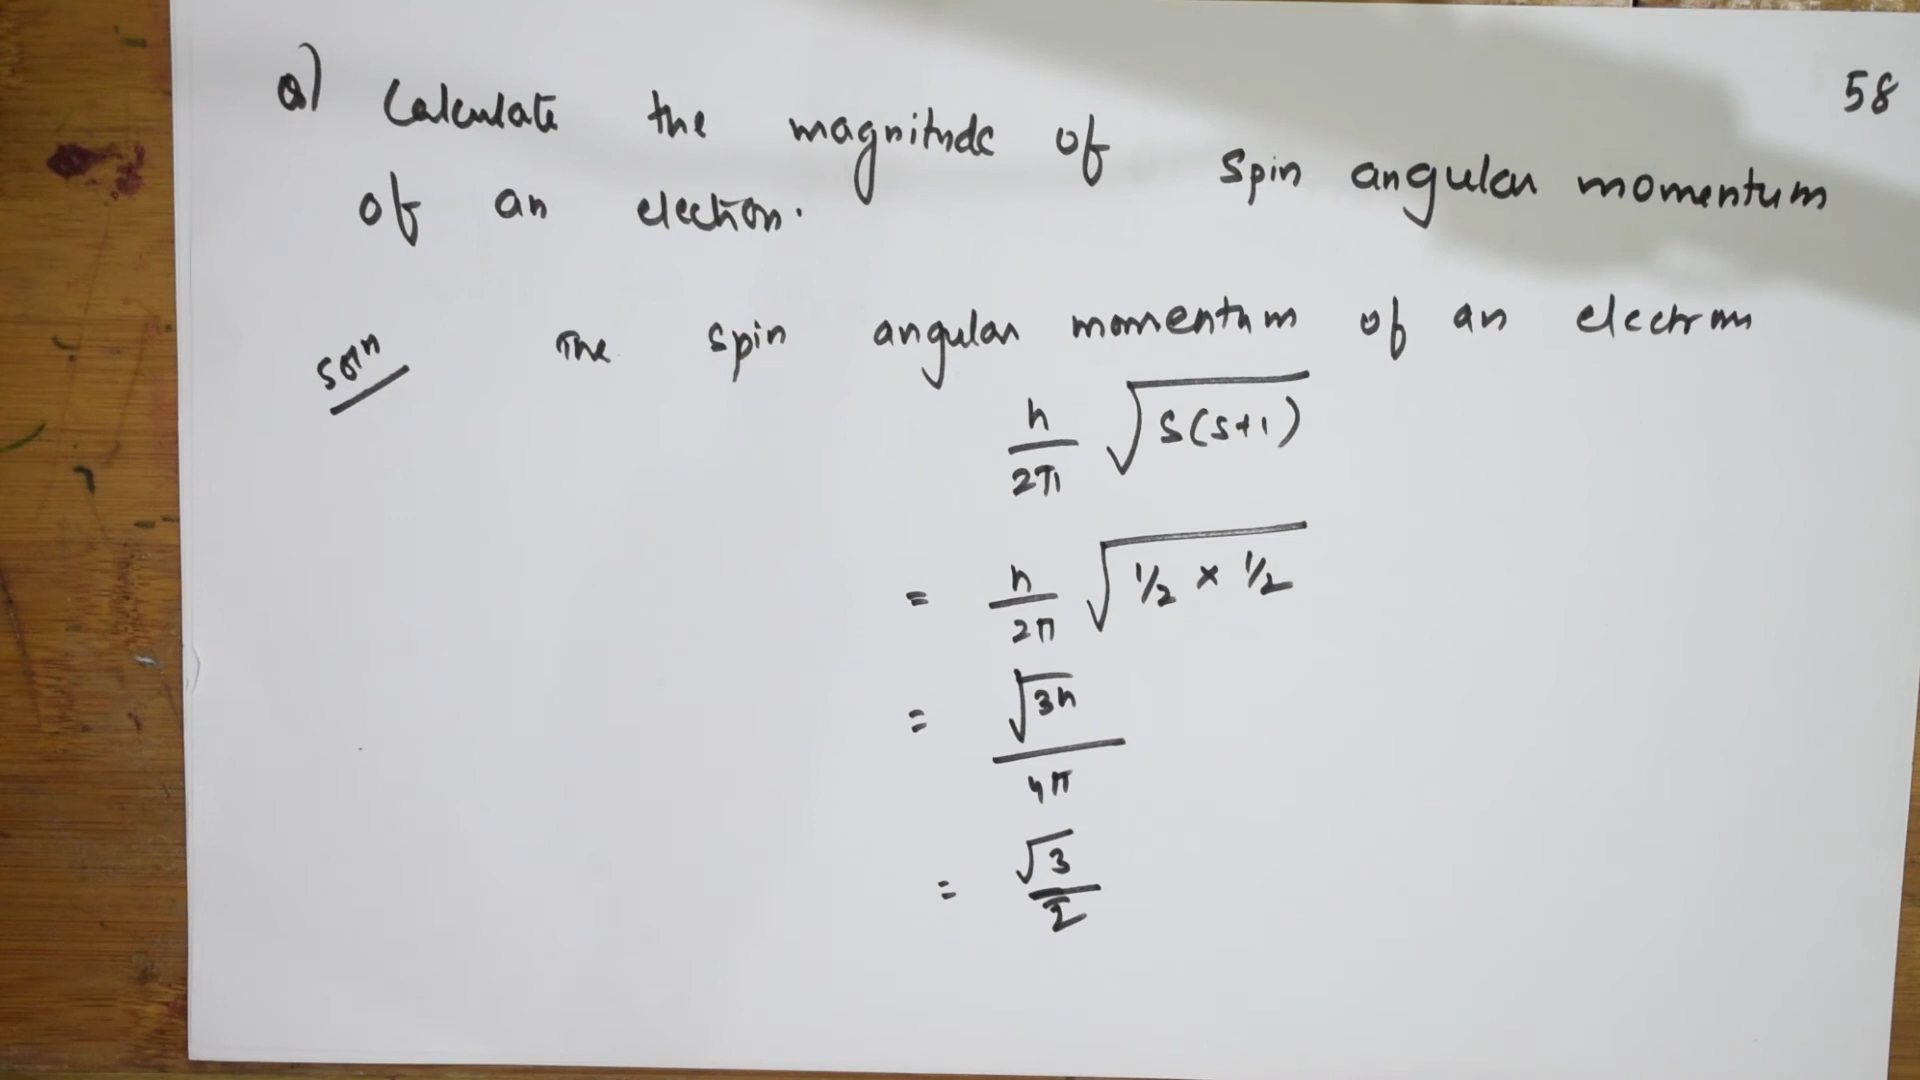 58
Q) Calculate the magnitude of spin angular momentum
of an electron.
Soln The spin angular momentum of an electron
h/2π √S(S+1)
= h/2π √1/2 × 1/2
= √3h/4π
= √3/2